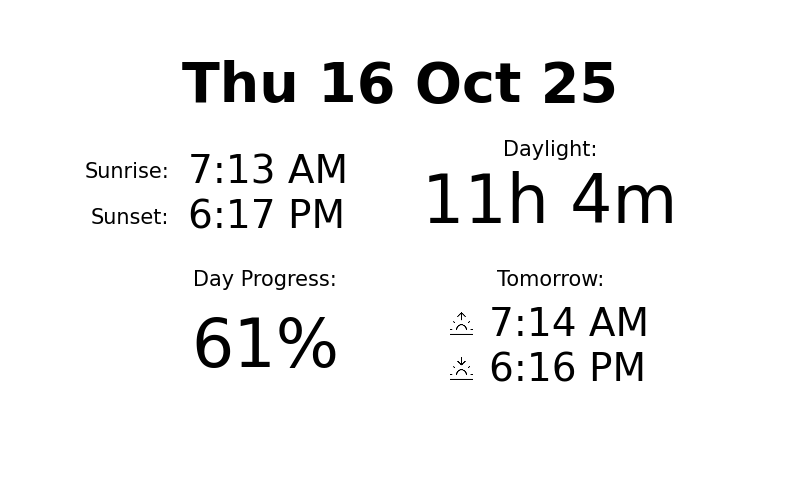 Thu 16 Oct 25
Sunrise: 7:13 AM
Sunset: 6:17 PM
Daylight:
11h 4m
Day Progress:
61%
Tomorrow:
7:14 AM
6:16 PM